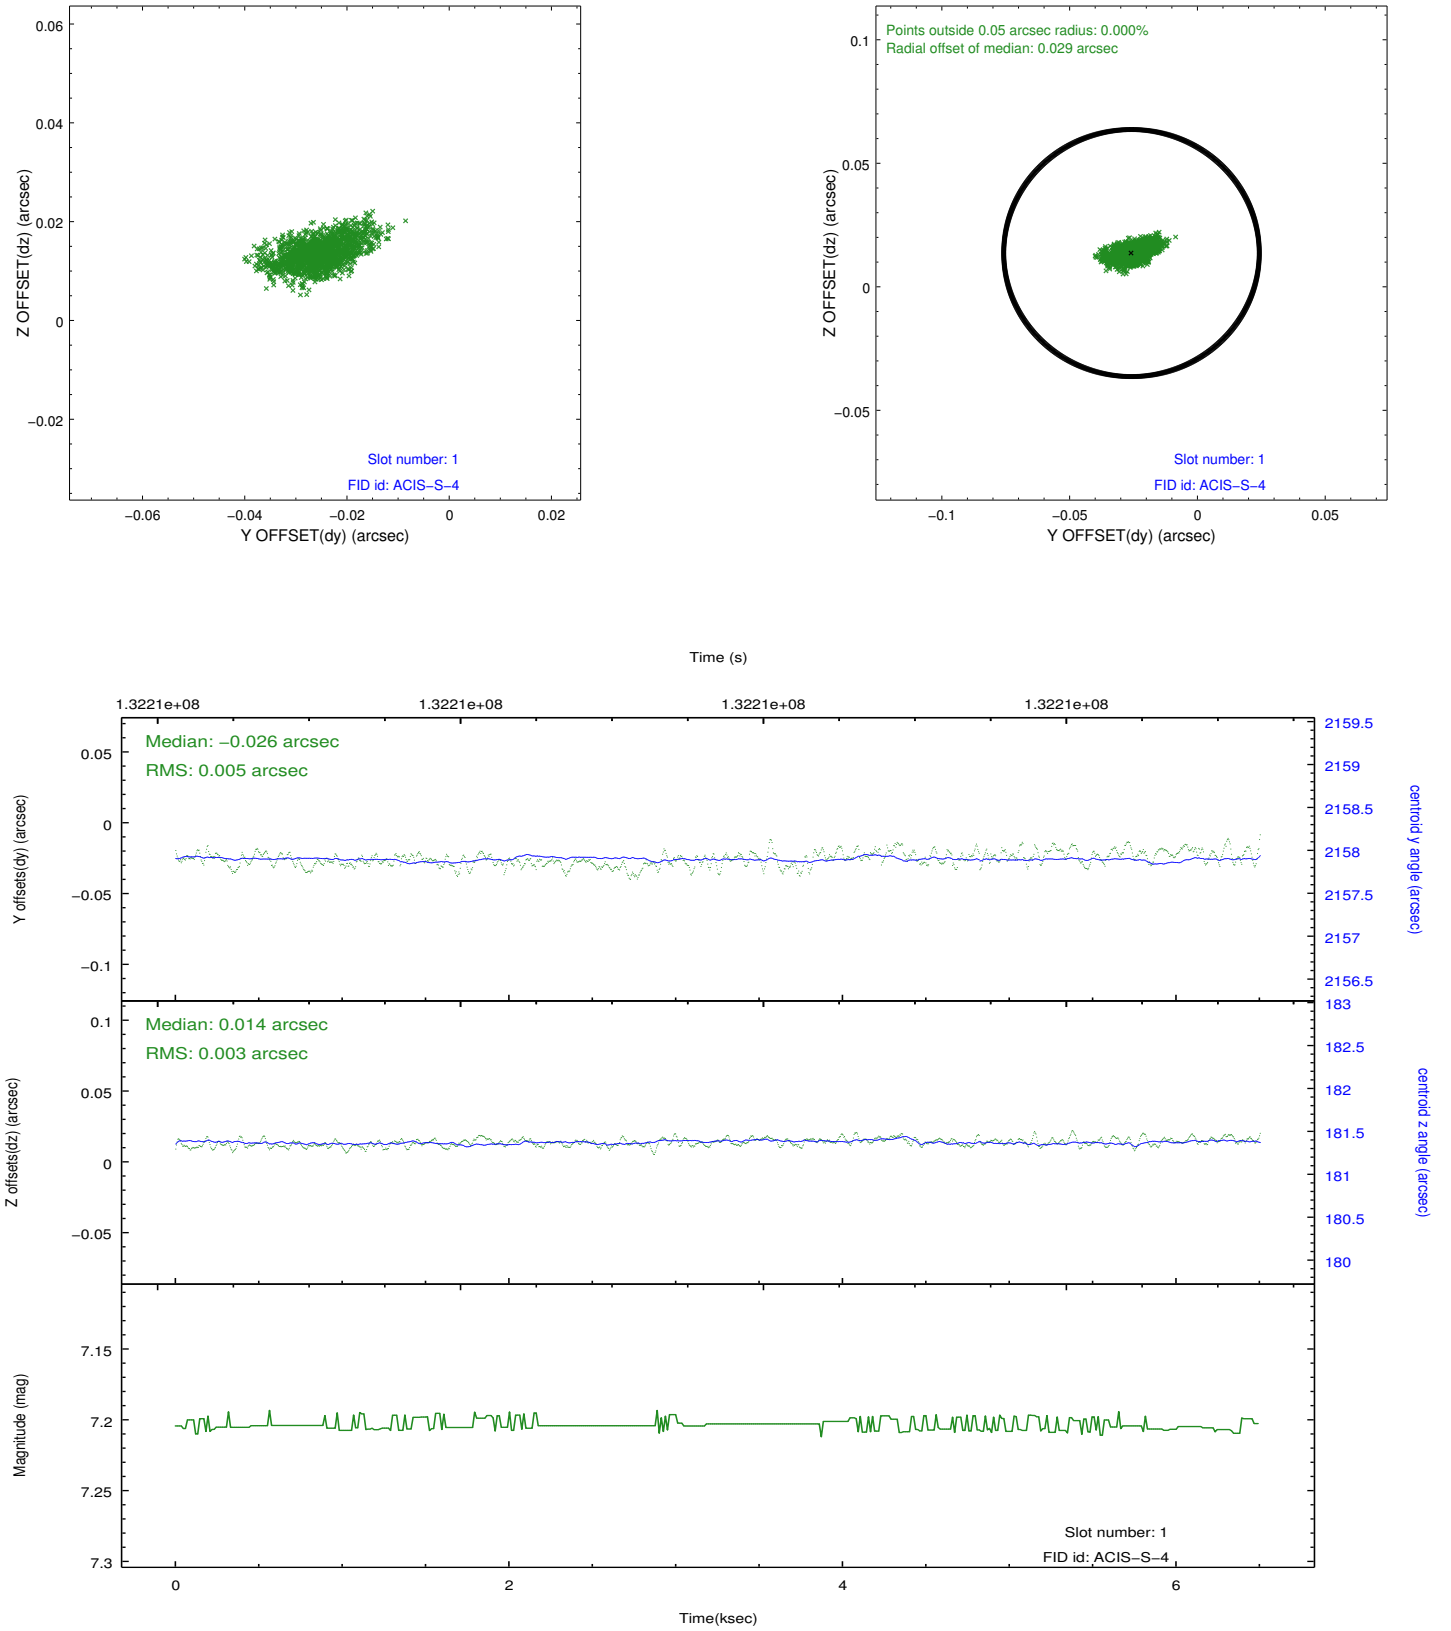 0.06
0.04
0.02
0
−0.02
Z OFFSET(dz) (arcsec)
Slot number: 1
FID id: ACIS−S−4
−0.06
−0.04
−0.02
0
0.02
Y OFFSET(dy) (arcsec)
Points outside 0.05 arcsec radius: 0.000%
Radial offset of median: 0.029 arcsec
0.1
0.05
0
−0.05
Z OFFSET(dz) (arcsec)
Slot number: 1
FID id: ACIS−S−4
−0.1
−0.05
0
0.05
Y OFFSET(dy) (arcsec)
Time (s)
1.3221e+08
1.3221e+08
1.3221e+08
1.3221e+08
Median: −0.026 arcsec
RMS: 0.005 arcsec
0.05
0
−0.05
−0.1
Y offsets(dy) (arcsec)
2159.5
2159
2158.5
2158
2157.5
2157
2156.5
centroid y angle (arcsec)
Median: 0.014 arcsec
RMS: 0.003 arcsec
0.1
0.05
0
−0.05
Z offsets(dz) (arcsec)
183
182.5
182
181.5
181
180.5
180
centroid z angle (arcsec)
7.15
7.2
7.25
7.3
Magnitude (mag)
Slot number: 1
FID id: ACIS−S−4
0
2
4
6
Time(ksec)